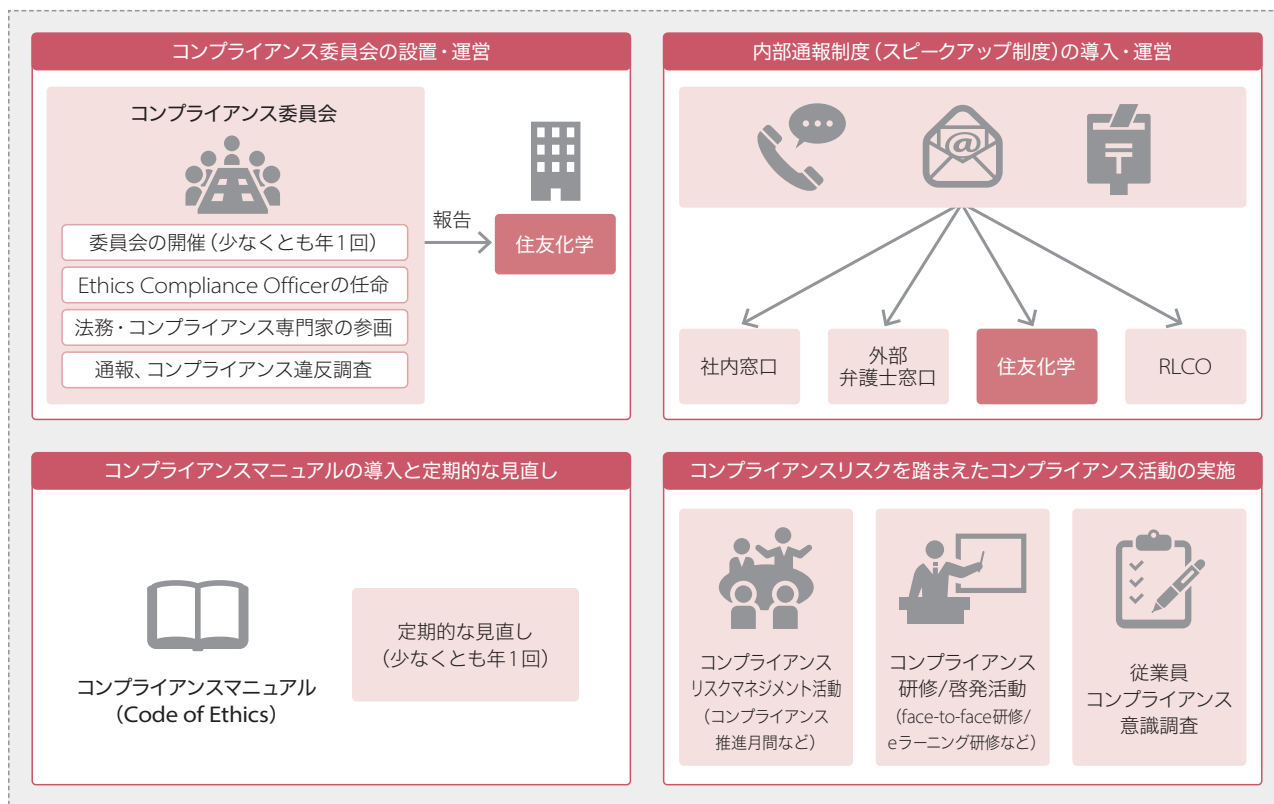 コンプライアンス委員会の設置・運営
コンプライアンス委員会
委員会の開催（少なくとも年1回）
Ethics Compliance Officerの任命
法務・コンプライアンス専門家の参画
通報、コンプライアンス違反調査
報告
住友化学
内部通報制度（スピークアップ制度）の導入・運営
@
〒
社内窓口
外部
弁護士窓口
住友化学
RLCO
コンプライアンスマニュアルの導入と定期的な見直し
コンプライアンスマニュアル
（Code of Ethics）
定期的な見直し
（少なくとも年1回）
コンプライアンスリスクを踏まえたコンプライアンス活動の実施
コンプライアンス
リスクマネジメント活動
（コンプライアンス
推進月間など）
コンプライアンス
研修/啓発活動
（face-to-face研修/
eラーニング研修など）
従業員
コンプライアンス
意識調査